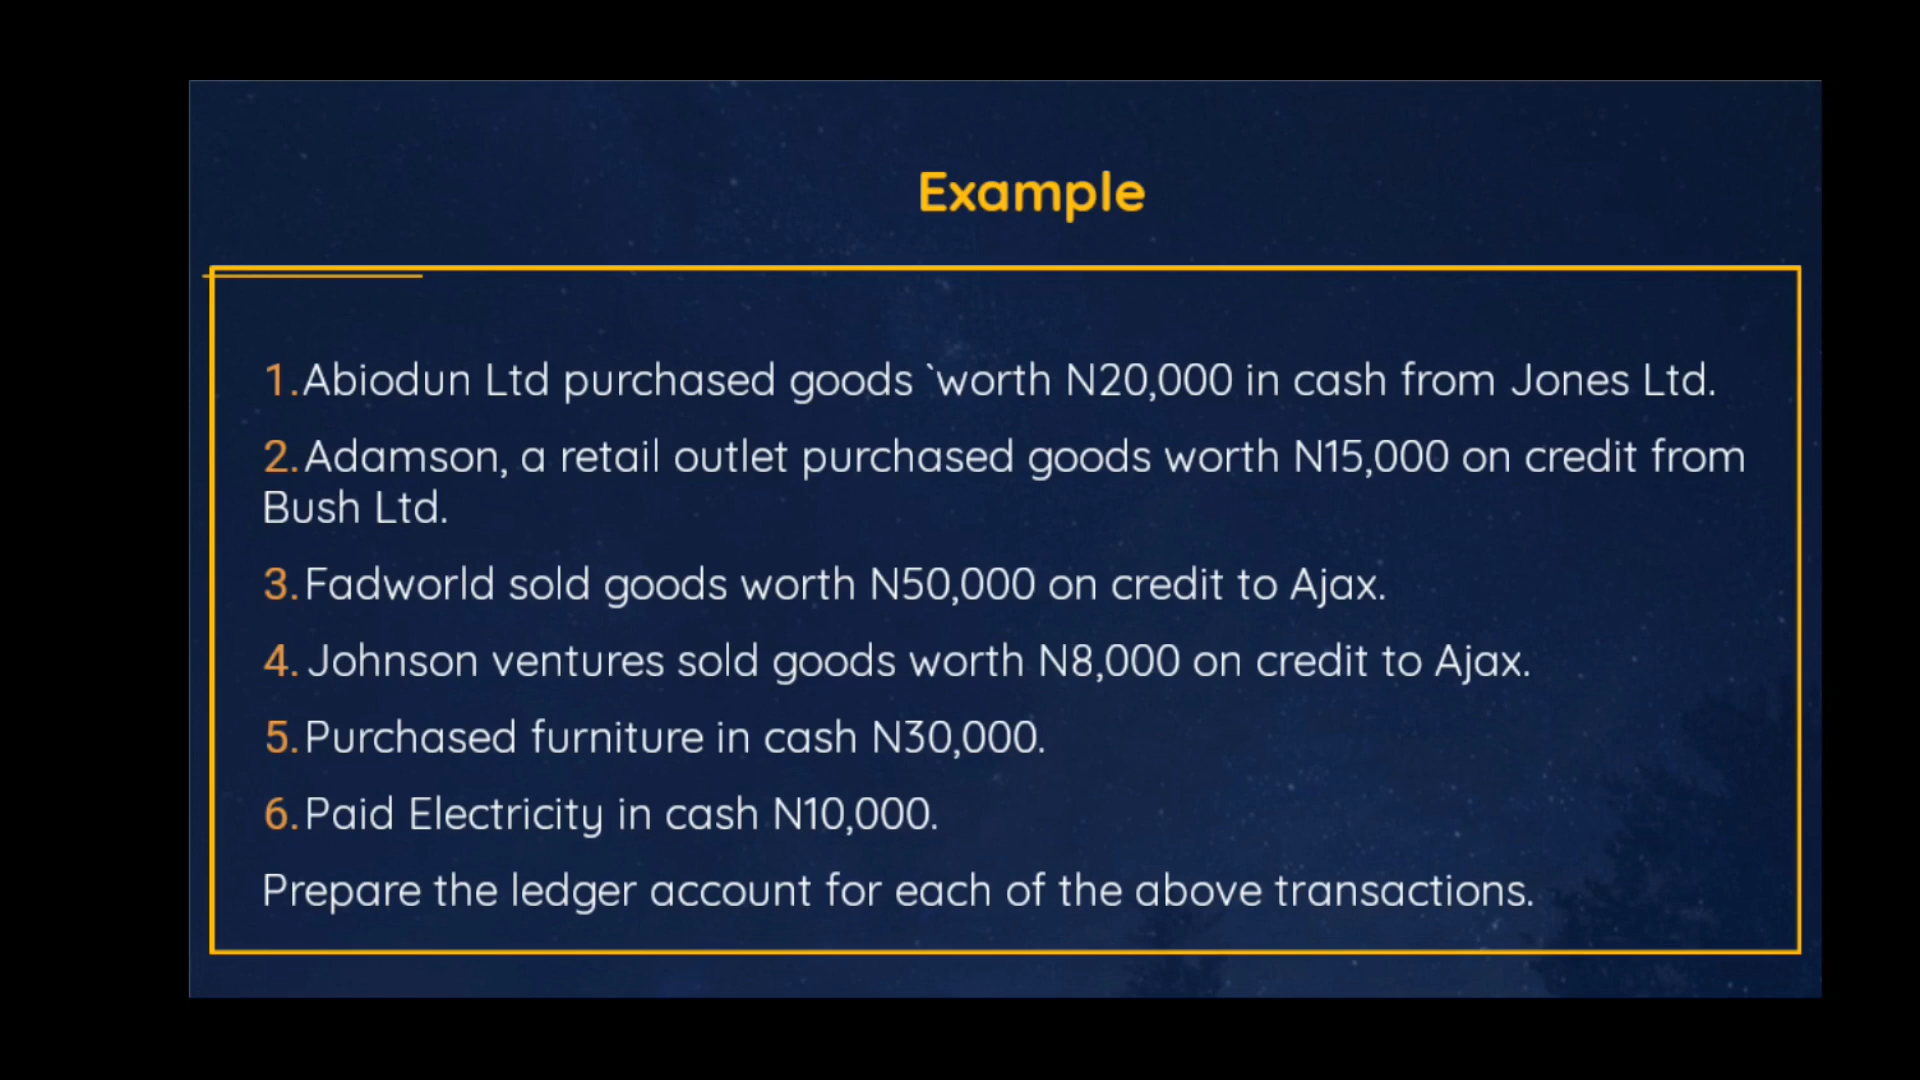 Example
1.Abiodun Ltd purchased goods `worth N20,000 in cash from Jones Ltd.
2.Adamson, a retail outlet purchased goods worth N15,000 on credit from
Bush Ltd.
3.Fadworld sold goods worth N50,000 on credit to Ajax.
4.Johnson ventures sold goods worth N8,000 on credit to Ajax.
5.Purchased furniture in cash N30,000.
6.Paid Electricity in cash N10,000.
Prepare the ledger account for each of the above transactions.